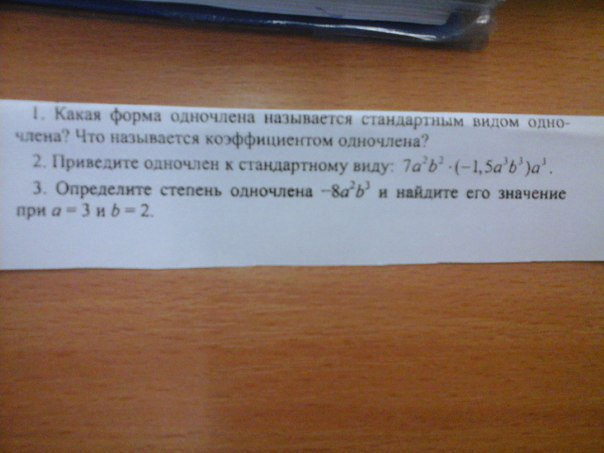 1. Какая форма одночлена называется стандартным видом одно-
члена? Что называется коэффициентом одночлена?
2. Приведите одночлен к стандартному виду: 7a²b² · (−1,5a³b³)a³.
3. Определите степень одночлена −8a²b³ и найдите его значение
при a = 3 и b = 2.